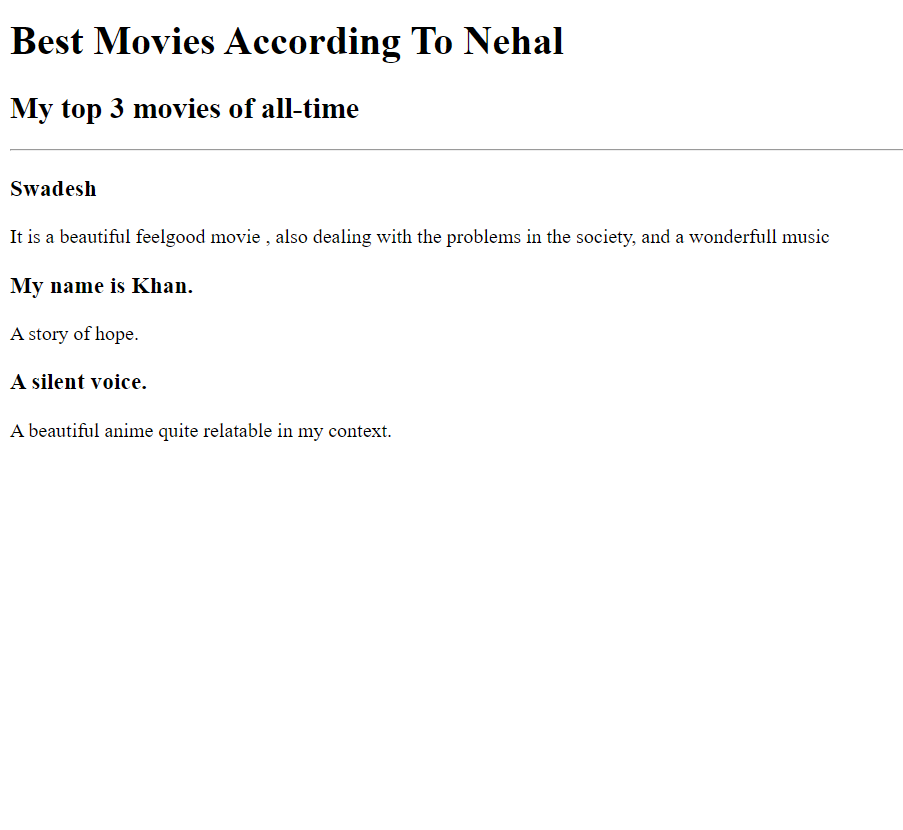 Best Movies According To Nehal
My top 3 movies of all-time
Swadesh
It is a beautiful feelgood movie , also dealing with the problems in the society, and a wonderfull music
My name is Khan.
A story of hope.
A silent voice.
A beautiful anime quite relatable in my context.